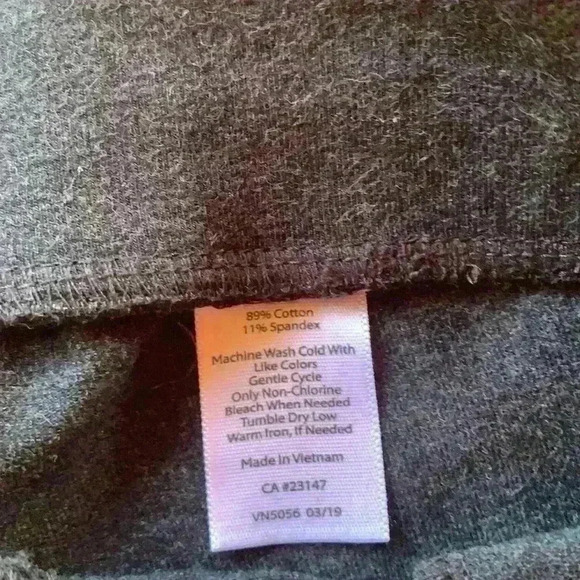 89% Cotton
11% Spandex
Machine Wash Cold With
Like Colors
Gentle Cycle
Only Non-Chlorine
Bleach When Needed
Tumble Dry Low
Warm Iron, If Needed
Made In Vietnam
CA #23147
VN5056 03/19